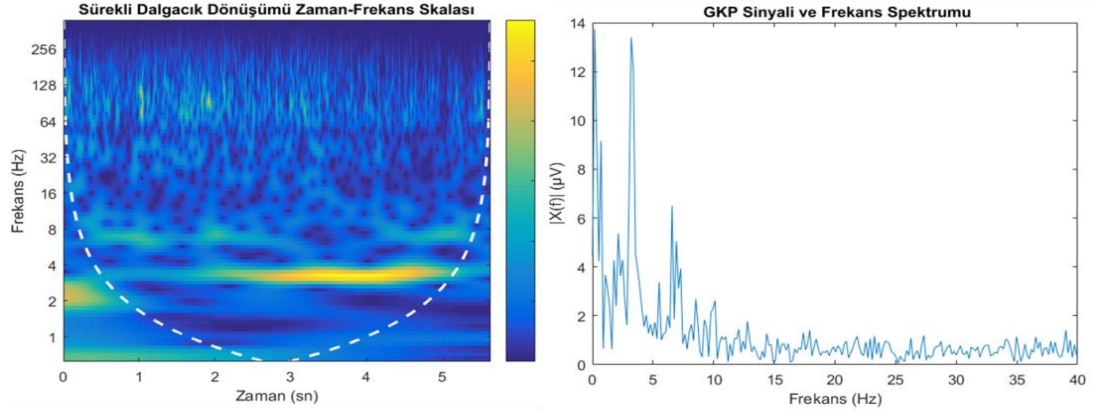 Sürekli Dalgacık Dönüşümü Zaman-Frekans Skalası
256
128
64
32
16
8
4
2
1
Frekans (Hz)
0 1 2 3 4 5
Zaman (sn)
GKP Sinyali ve Frekans Spektrumu
14
12
10
8
6
4
2
0
|X(f)| (µV)
0 5 10 15 20 25 30 35 40
Frekans (Hz)